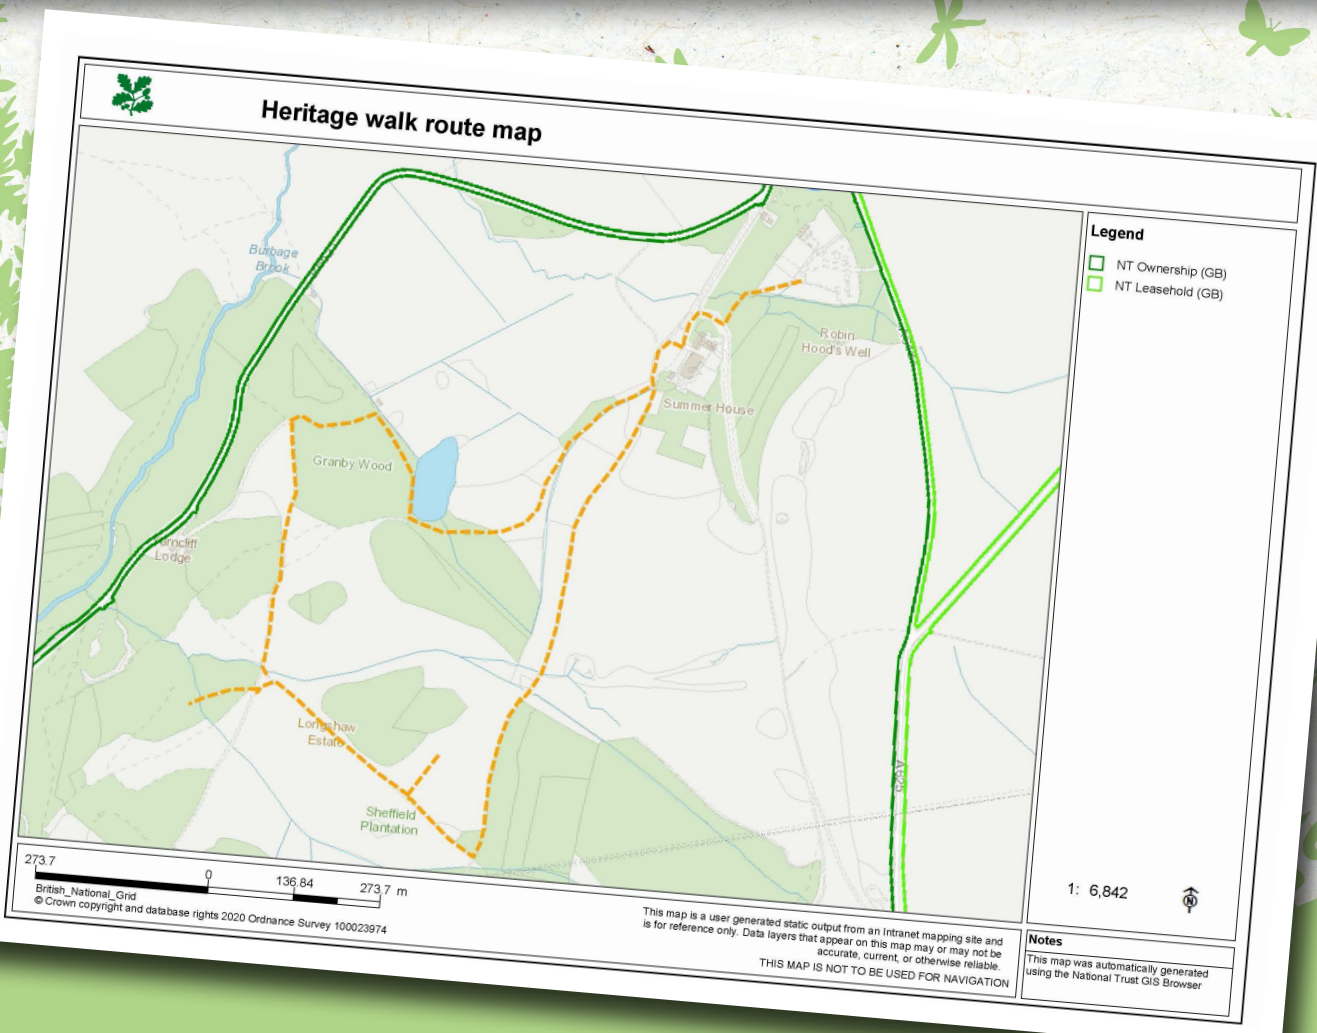 Heritage walk route map
Burbage
Brook
Robin
Hood's Well
Summer House
Granby Wood
Lodge
Longshaw
Estate
Sheffield
Plantation
A625
Legend
NT Ownership (GB)
NT Leasehold (GB)
1: 6,842
N
273.7
0
136.84
273.7 m
British_National_Grid
© Crown copyright and database rights 2020 Ordnance Survey 100023974
This map is a user generated static output from an Intranet mapping site and
is for reference only. Data layers that appear on this map may or may not be
accurate, current, or otherwise reliable.
THIS MAP IS NOT TO BE USED FOR NAVIGATION
Notes
This map was automatically generated
using the National Trust GIS Browser